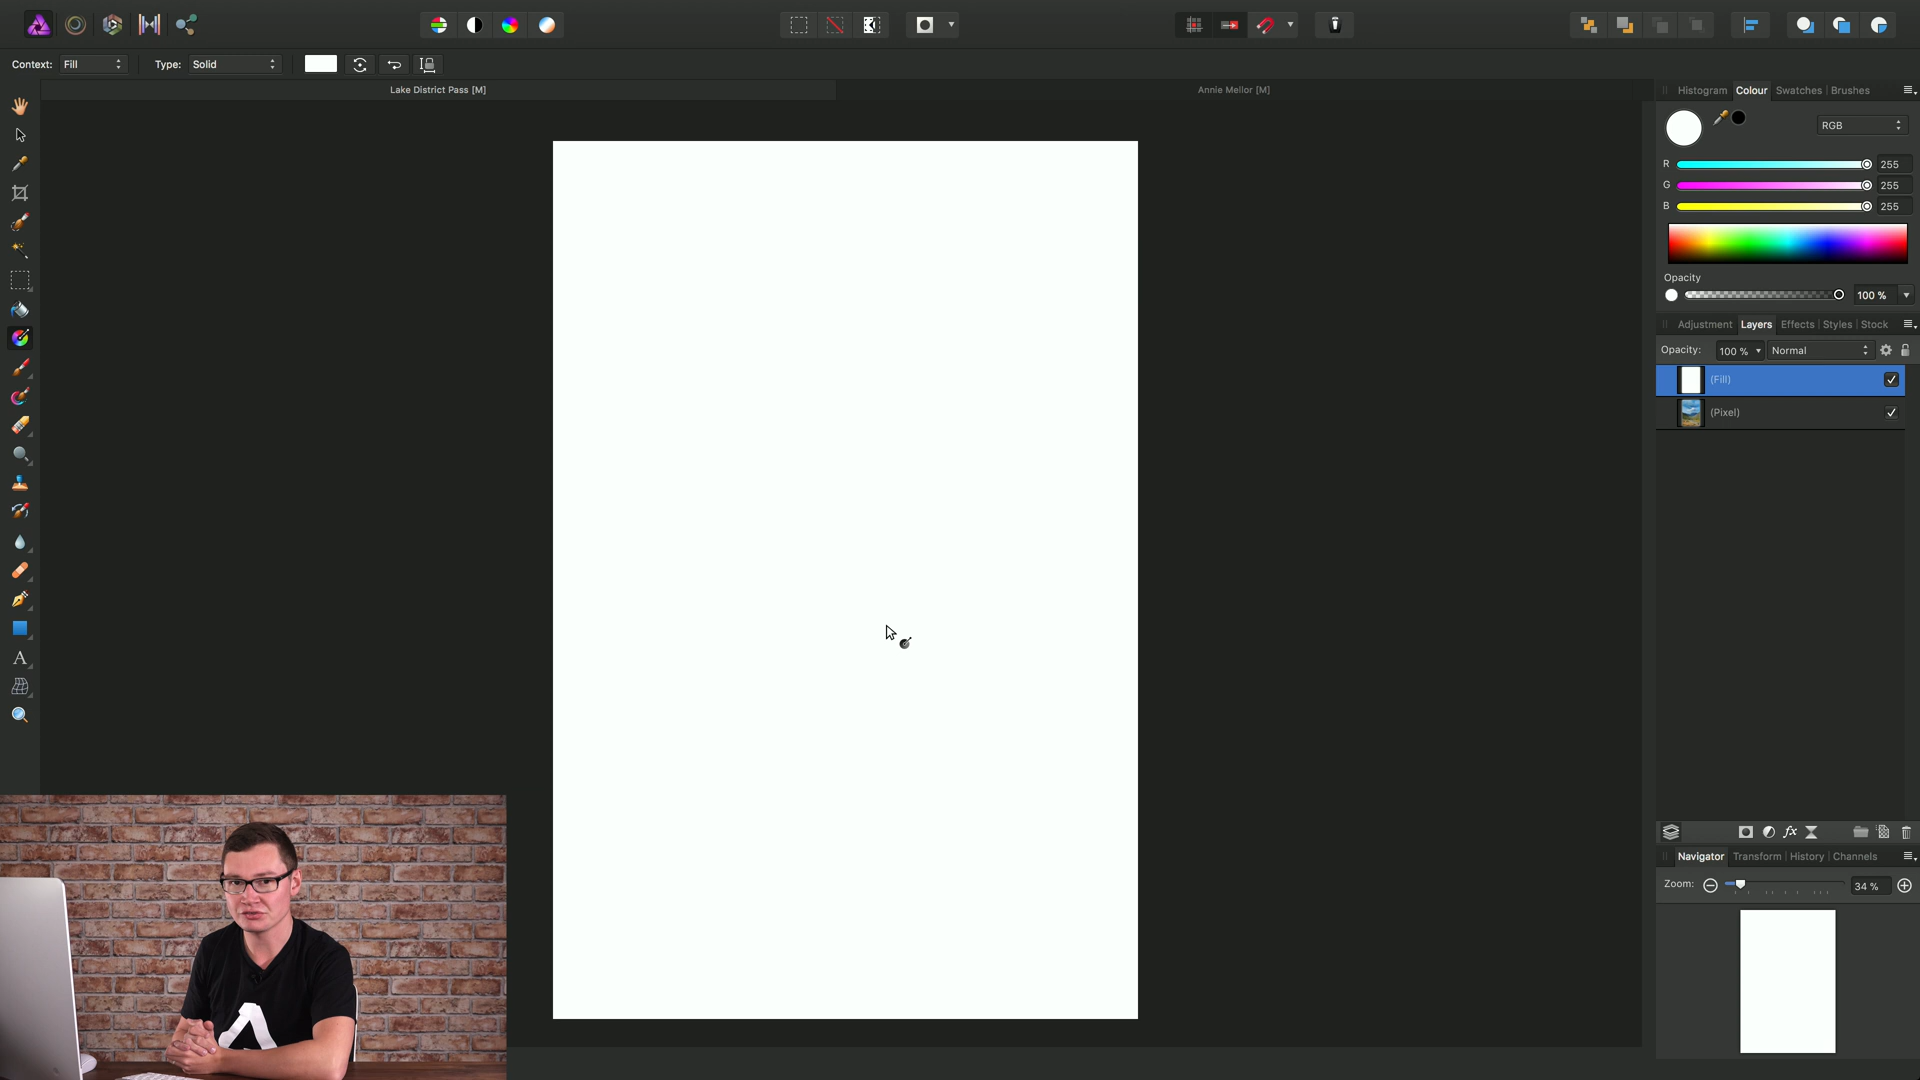 Context: Fill Type: Solid
Lake District Pass [M]
Annie Mellor [M]
Histogram Colour Swatches Brushes
RGB
R 255
G 255
B 255
Opacity
100 %
Adjustment Layers Effects Styles Stock
Opacity: 100 % Normal
(Fill)
(Pixel)
fx
Navigator Transform History Channels
Zoom: 34 %